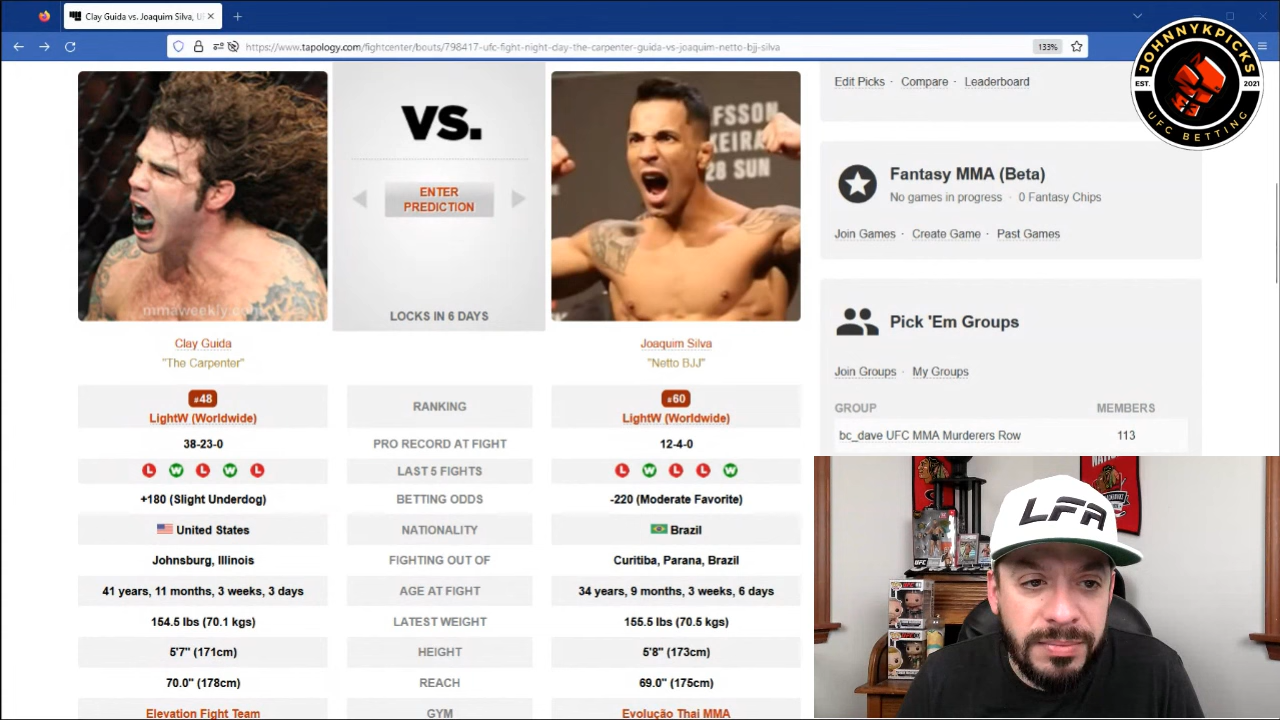 Clay Guida vs. Joaquim Silva, U
https://www.tapology.com/fightcenter/bouts/798417-ufc-fight-night-day-the-carpenter-guida-vs-joaquim-netto-bjj-silva
133%
JOHNNYKPICKS
EST. 2021
UFC BETTING
Edit Picks · Compare · Leaderboard
VS.
FSSON
KEIRA
28 SUN
ENTER
PREDICTION
Fantasy MMA (Beta)
No games in progress · 0 Fantasy Chips
Join Games · Create Game · Past Games
mmaweekly.com
LOCKS IN 6 DAYS
Pick 'Em Groups
Clay Guida
"The Carpenter"
Joaquim Silva
"Netto BJJ"
Join Groups · My Groups
#48
LightW (Worldwide)
RANKING
#60
LightW (Worldwide)
GROUP MEMBERS
bc_dave UFC MMA Murderers Row 113
38-23-0 PRO RECORD AT FIGHT 12-4-0
L W L W L LAST 5 FIGHTS L W L L W
+180 (Slight Underdog) BETTING ODDS -220 (Moderate Favorite)
United States NATIONALITY Brazil
Johnsburg, Illinois FIGHTING OUT OF Curitiba, Parana, Brazil
41 years, 11 months, 3 weeks, 3 days AGE AT FIGHT 34 years, 9 months, 3 weeks, 6 days
154.5 lbs (70.1 kgs) LATEST WEIGHT 155.5 lbs (70.5 kgs)
5'7" (171cm) HEIGHT 5'8" (173cm)
70.0" (178cm) REACH 69.0" (175cm)
Elevation Fight Team GYM Evolução Thai MMA
LFA
UFC